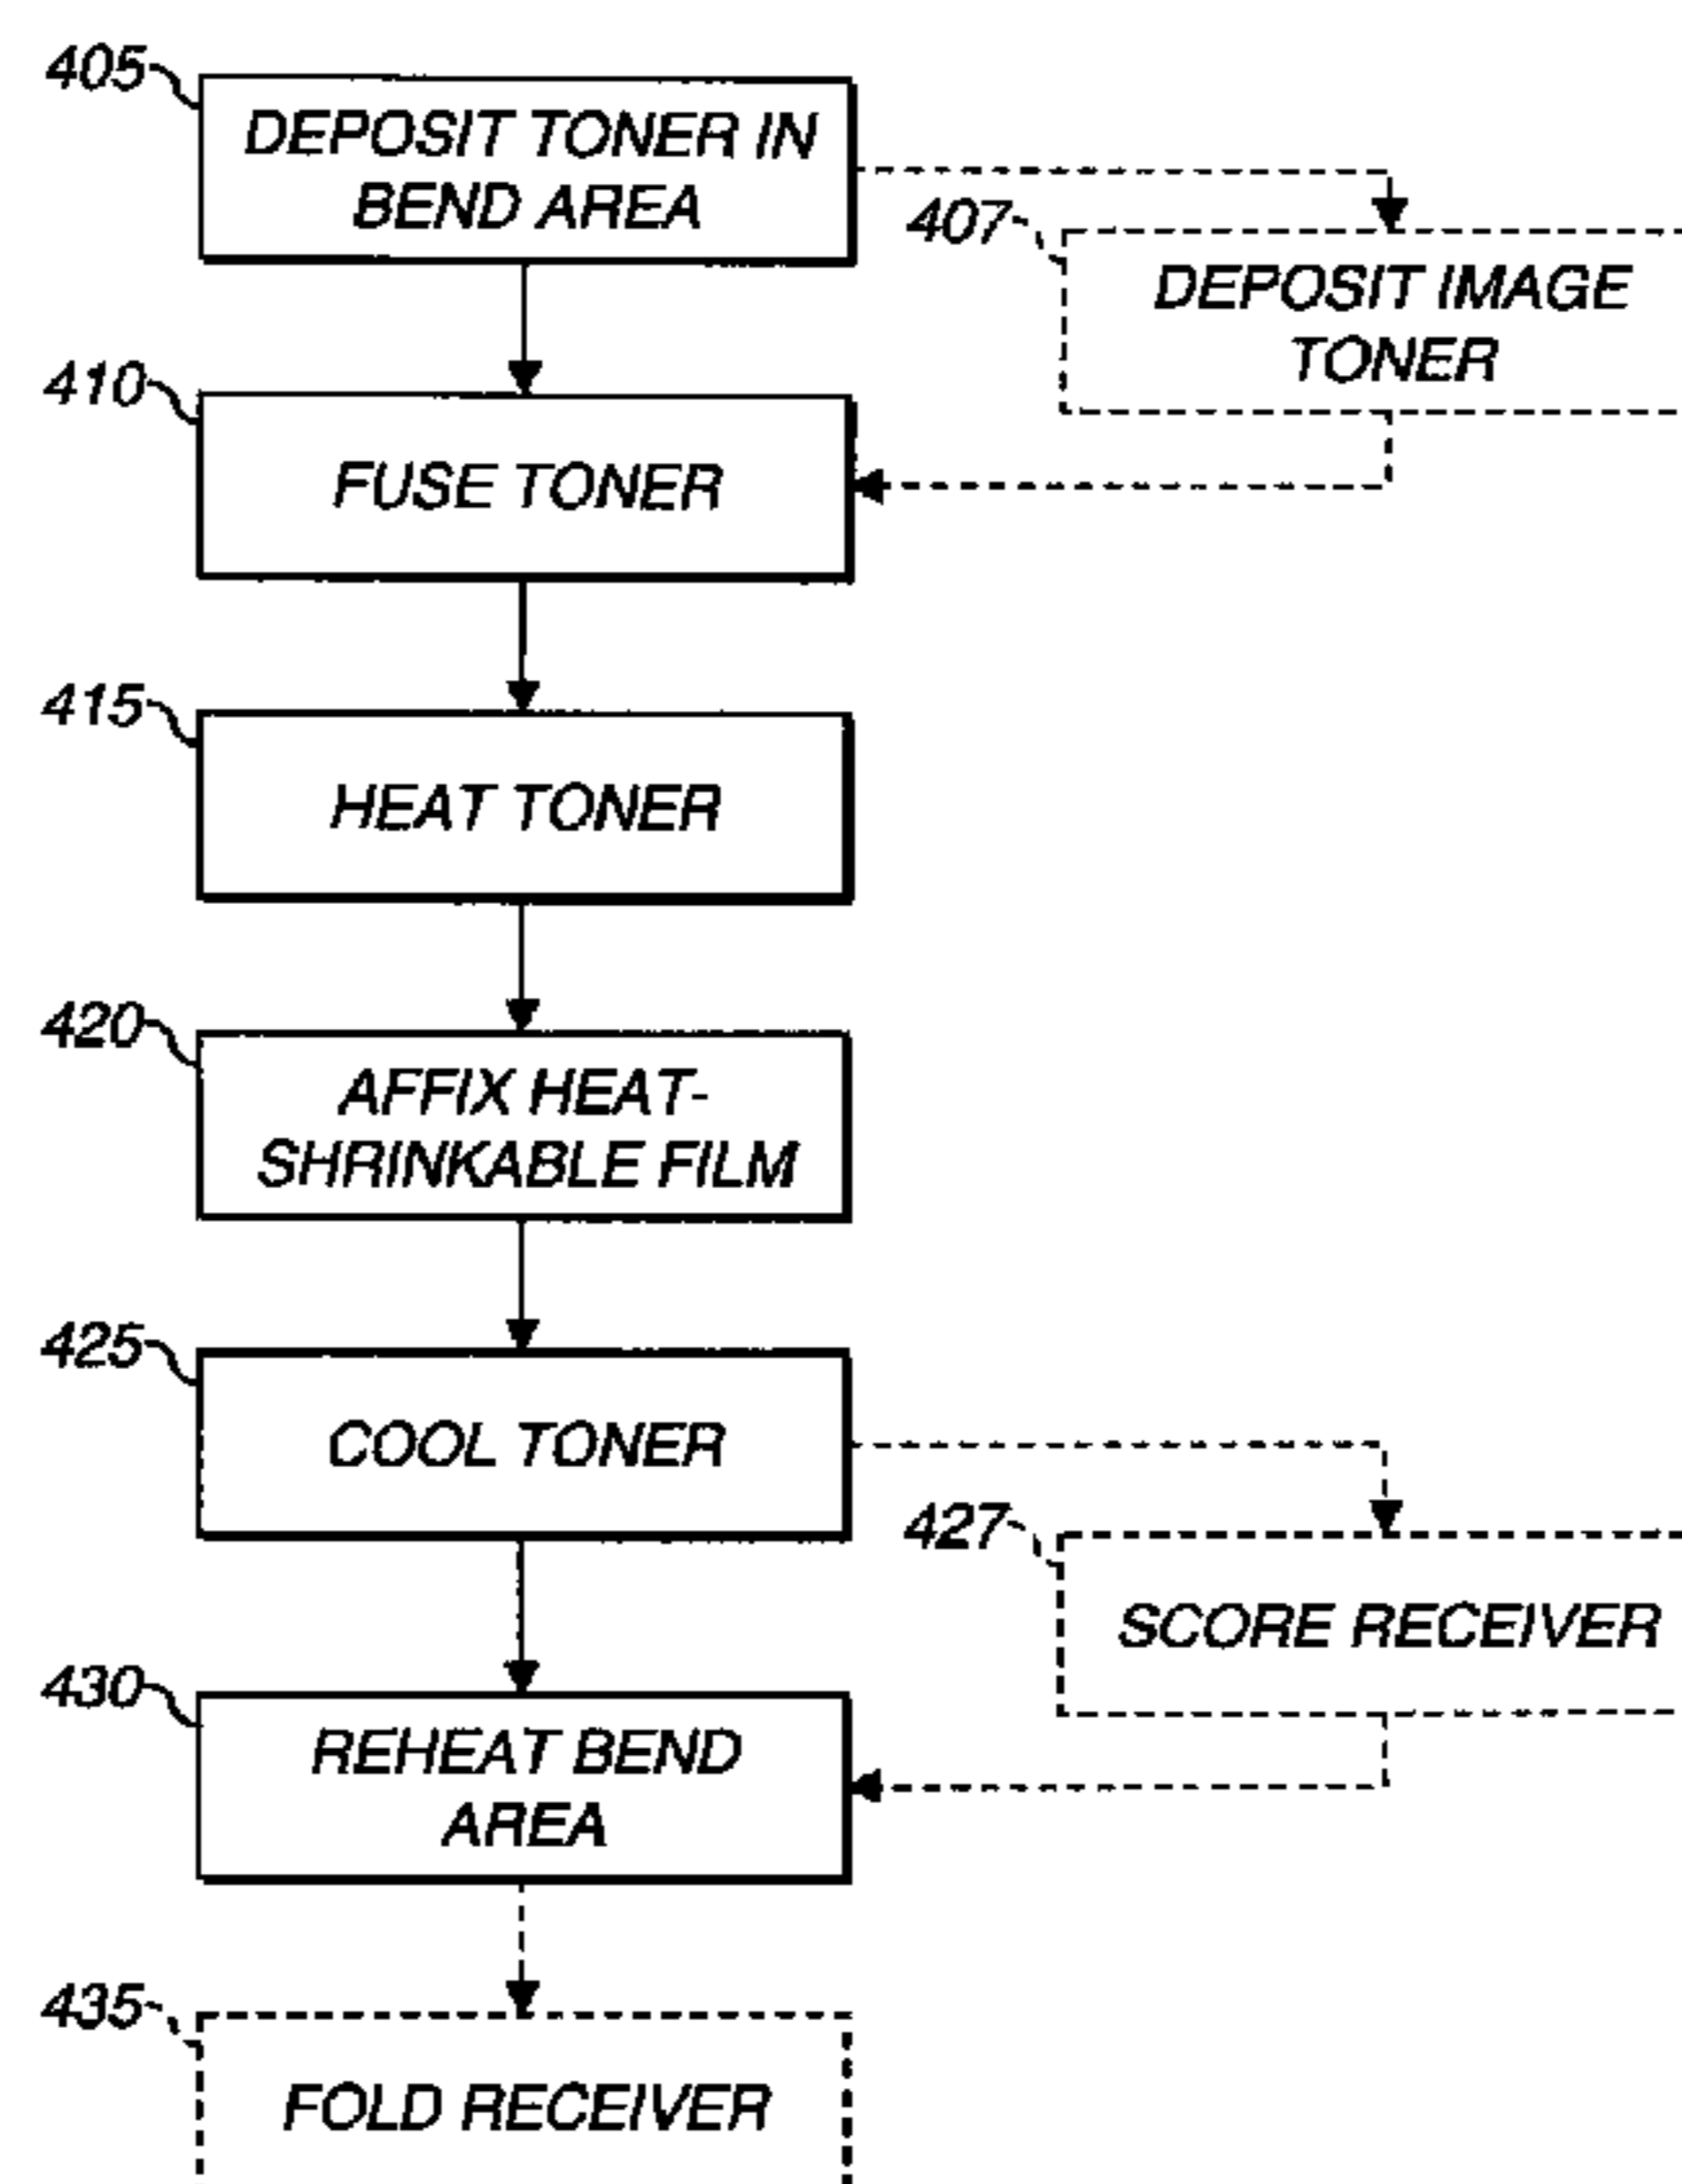 405
DEPOSIT TONER IN
BEND AREA
407
DEPOSIT IMAGE
TONER
410
FUSE TONER
415
HEAT TONER
420
AFFIX HEAT-
SHRINKABLE FILM
425
COOL TONER
427
SCORE RECEIVER
430
REHEAT BEND
AREA
435
FOLD RECEIVER